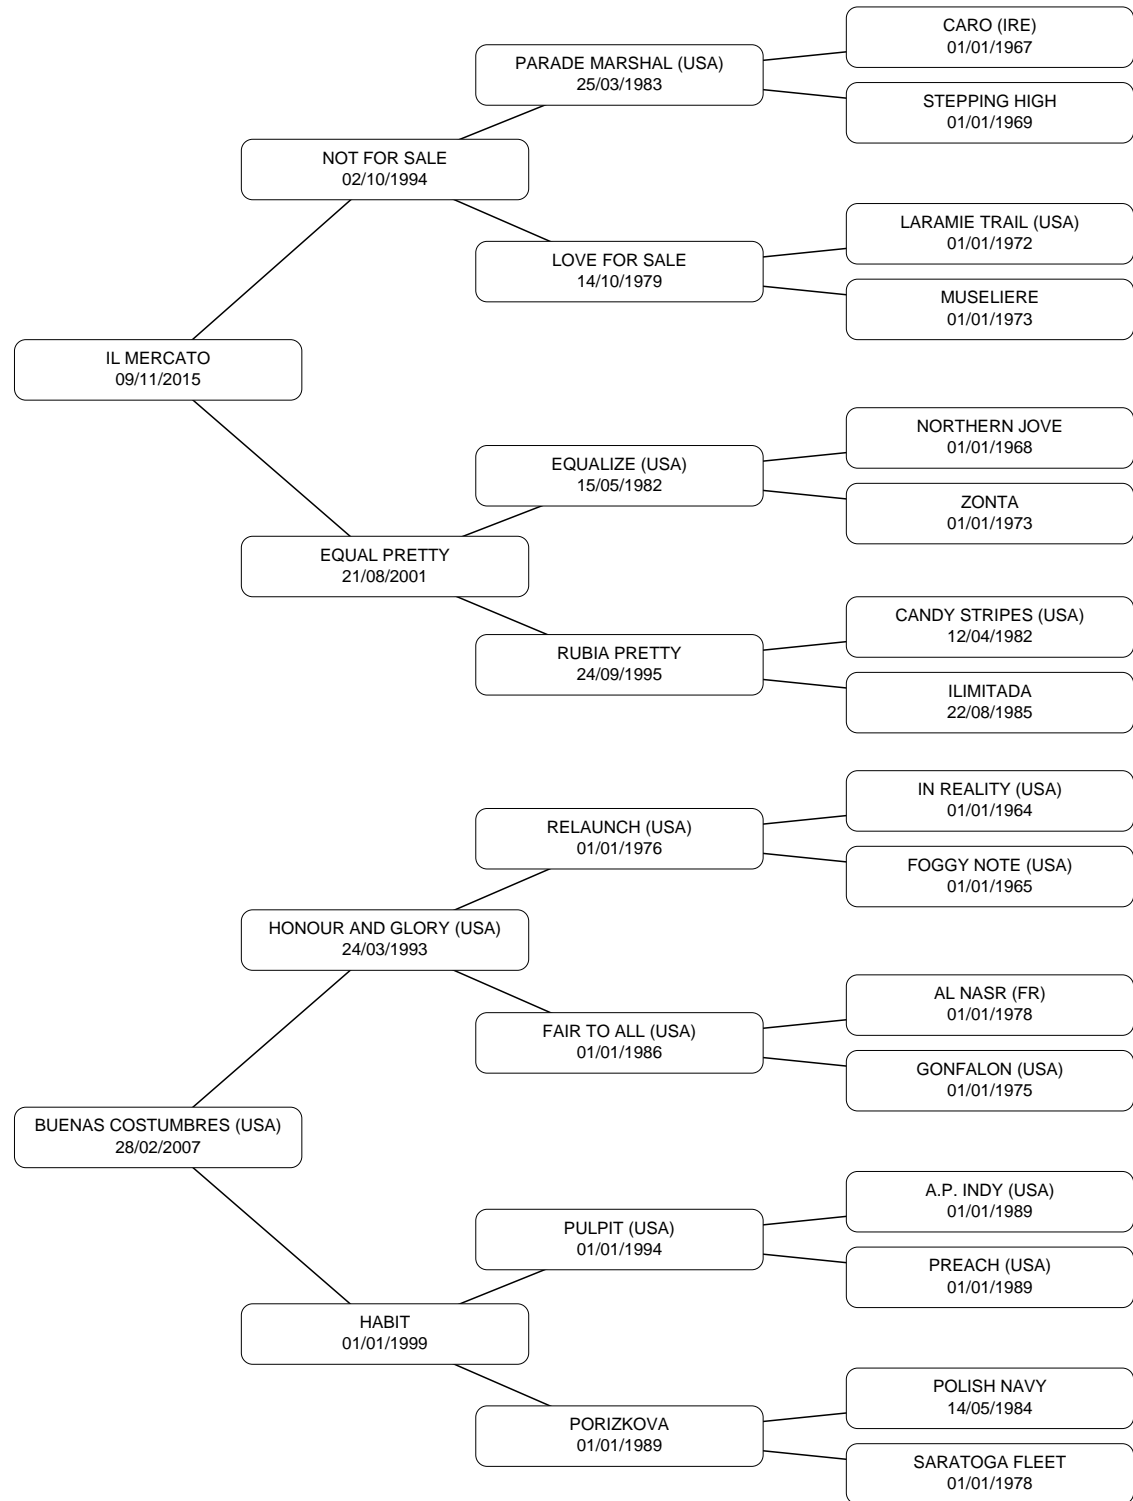 CARO (IRE)
01/01/1967
PARADE MARSHAL (USA)
25/03/1983
STEPPING HIGH
01/01/1969
NOT FOR SALE
02/10/1994
LARAMIE TRAIL (USA)
01/01/1972
LOVE FOR SALE
14/10/1979
MUSELIERE
01/01/1973
IL MERCATO
09/11/2015
NORTHERN JOVE
01/01/1968
EQUALIZE (USA)
15/05/1982
ZONTA
01/01/1973
EQUAL PRETTY
21/08/2001
CANDY STRIPES (USA)
12/04/1982
RUBIA PRETTY
24/09/1995
ILIMITADA
22/08/1985
IN REALITY (USA)
01/01/1964
RELAUNCH (USA)
01/01/1976
FOGGY NOTE (USA)
01/01/1965
HONOUR AND GLORY (USA)
24/03/1993
AL NASR (FR)
01/01/1978
FAIR TO ALL (USA)
01/01/1986
GONFALON (USA)
01/01/1975
BUENAS COSTUMBRES (USA)
28/02/2007
A.P. INDY (USA)
01/01/1989
PULPIT (USA)
01/01/1994
PREACH (USA)
01/01/1989
HABIT
01/01/1999
POLISH NAVY
14/05/1984
PORIZKOVA
01/01/1989
SARATOGA FLEET
01/01/1978